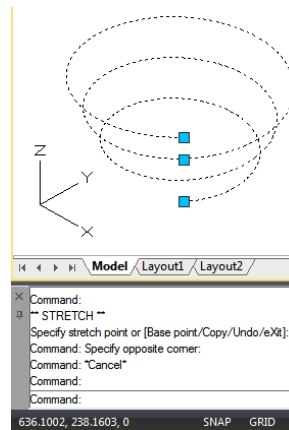 Z
Y
X
Model Layout1 Layout2
Command:
** STRETCH **
Specify stretch point or [Base point/Copy/Undo/eXit]:
Command: Specify opposite corner:
Command: *Cancel*
Command:
Command:
636.1002, 238.1603, 0 SNAP GRID